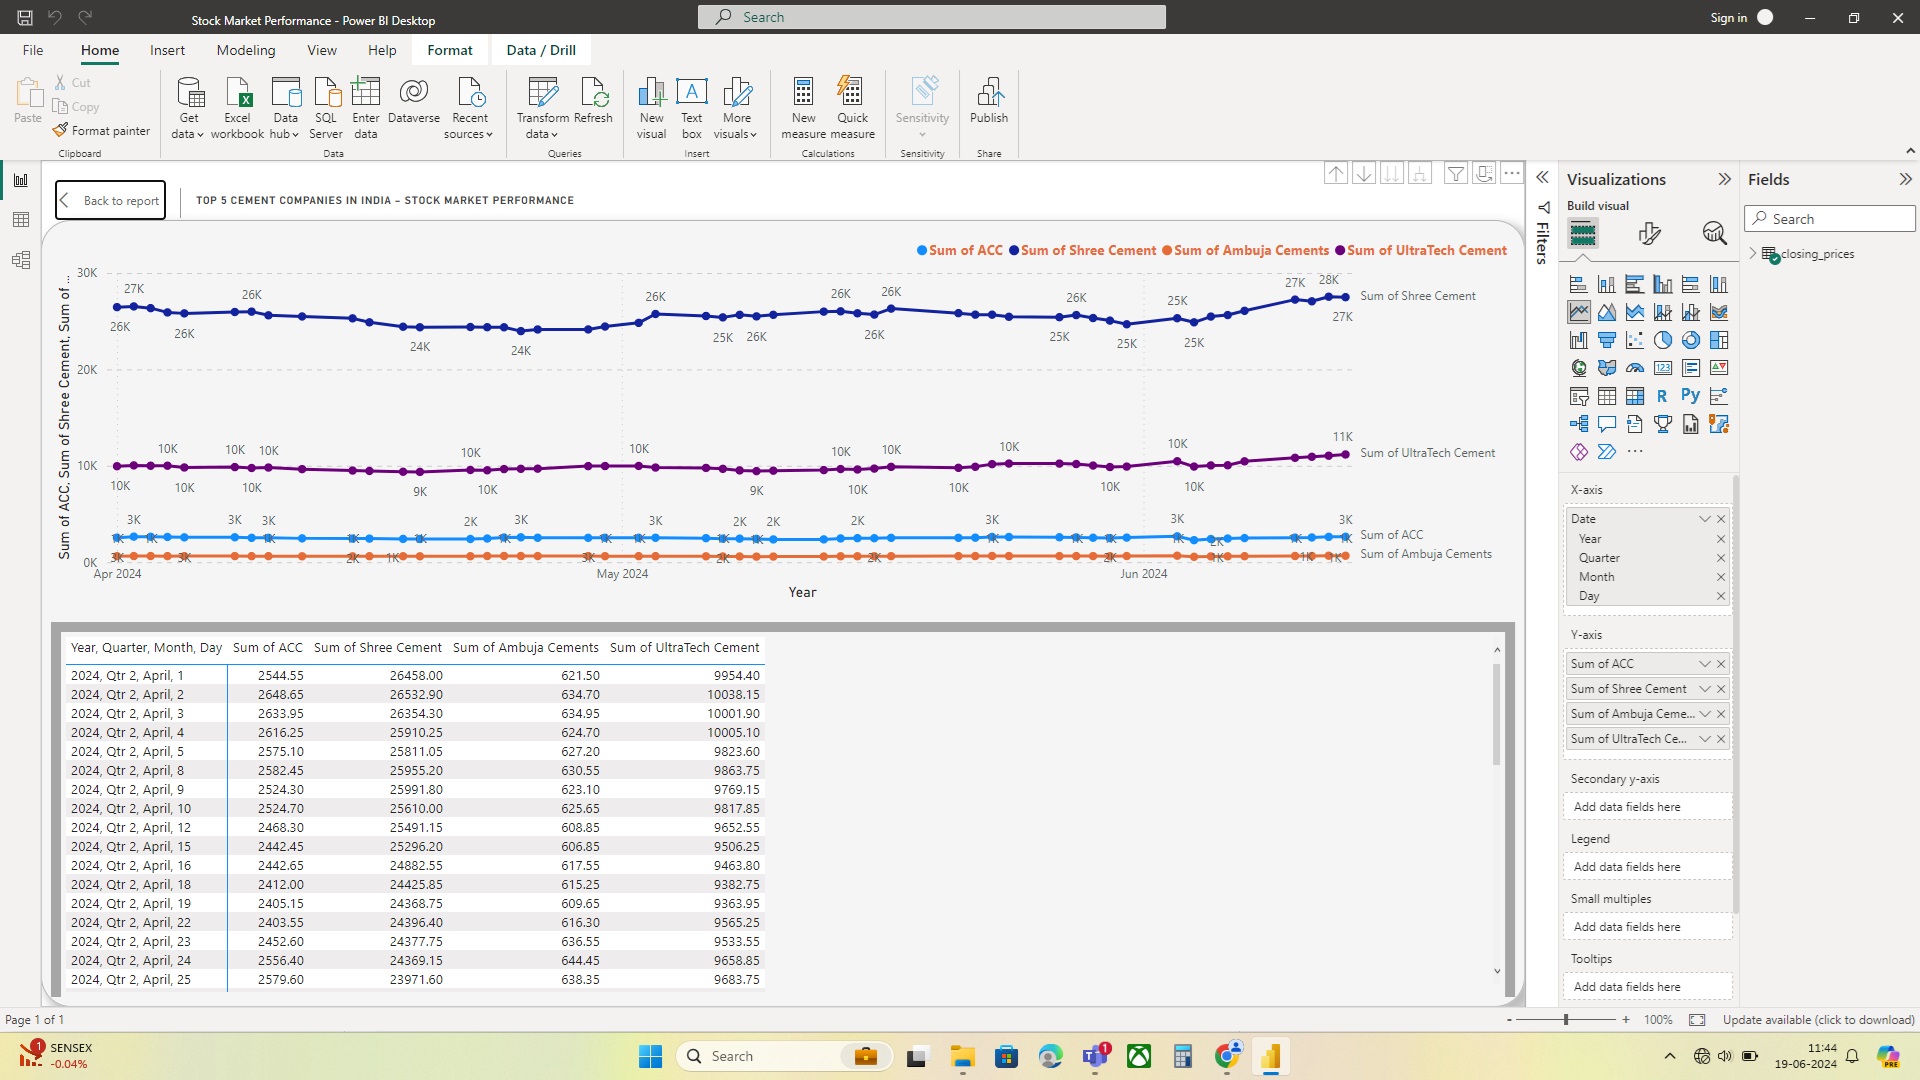 Stock Market Performance - Power BI Desktop
Search
Sign in
File Home Insert Modeling View Help Format Data / Drill
Paste
Cut
Copy
Format painter
Clipboard
Get data
Excel workbook
Data hub
SQL Server
Enter data
Dataverse
Recent sources
Data
Transform data
Refresh
Queries
New visual
Text box
More visuals
Insert
New measure
Quick measure
Calculations
Sensitivity
Sensitivity
Publish
Share
Back to report
TOP 5 CEMENT COMPANIES IN INDIA – STOCK MARKET PERFORMANCE
Sum of ACC Sum of Shree Cement Sum of Ambuja Cements Sum of UltraTech Cement
Sum of ACC, Sum of Shree Cement, Sum of ...
30K
20K
10K
0K
27K 26K 26K 26K 26K 27K 28K
26K 25K
26K 26K 24K 24K 25K 26K 26K 25K 25K 25K 27K
Sum of Shree Cement
10K 10K 10K 10K 10K 10K 10K 10K 10K 11K
10K 10K 10K 9K 10K 9K 10K 10K 10K 10K
Sum of UltraTech Cement
3K 3K 3K 2K 3K 3K 2K 2K 2K 3K 3K 3K
Sum of ACC
Sum of Ambuja Cements
Apr 2024 May 2024 Jun 2024
Year
Year, Quarter, Month, Day Sum of ACC Sum of Shree Cement Sum of Ambuja Cements Sum of UltraTech Cement
2024, Qtr 2, April, 1 2544.55 26458.00 621.50 9954.40
2024, Qtr 2, April, 2 2648.65 26532.90 634.70 10038.15
2024, Qtr 2, April, 3 2633.95 26354.30 634.95 10001.90
2024, Qtr 2, April, 4 2616.25 25910.25 624.70 10005.10
2024, Qtr 2, April, 5 2575.10 25811.05 627.20 9823.60
2024, Qtr 2, April, 8 2582.45 25955.20 630.55 9863.75
2024, Qtr 2, April, 9 2524.30 25991.80 623.10 9769.15
2024, Qtr 2, April, 10 2524.70 25610.00 625.65 9817.85
2024, Qtr 2, April, 12 2468.30 25491.15 608.85 9652.55
2024, Qtr 2, April, 15 2442.45 25296.20 606.85 9506.25
2024, Qtr 2, April, 16 2442.65 24882.55 617.55 9463.80
2024, Qtr 2, April, 18 2412.00 24425.85 615.25 9382.75
2024, Qtr 2, April, 19 2405.15 24368.75 609.65 9363.95
2024, Qtr 2, April, 22 2403.55 24396.40 616.30 9565.25
2024, Qtr 2, April, 23 2452.60 24377.75 636.55 9533.55
2024, Qtr 2, April, 24 2556.40 24369.15 644.45 9658.85
2024, Qtr 2, April, 25 2579.60 23971.60 638.35 9683.75
Filters
Visualizations
Build visual
123
R Py
X-axis
Date
Year
Quarter
Month
Day
Y-axis
Sum of ACC
Sum of Shree Cement
Sum of Ambuja Ceme...
Sum of UltraTech Ce...
Secondary y-axis
Add data fields here
Legend
Add data fields here
Small multiples
Add data fields here
Tooltips
Add data fields here
Fields
Search
closing_prices
Page 1 of 1
- + 100%
Update available (click to download)
1
SENSEX
-0.04%
Search
1
PRE
11:44
19-06-2024